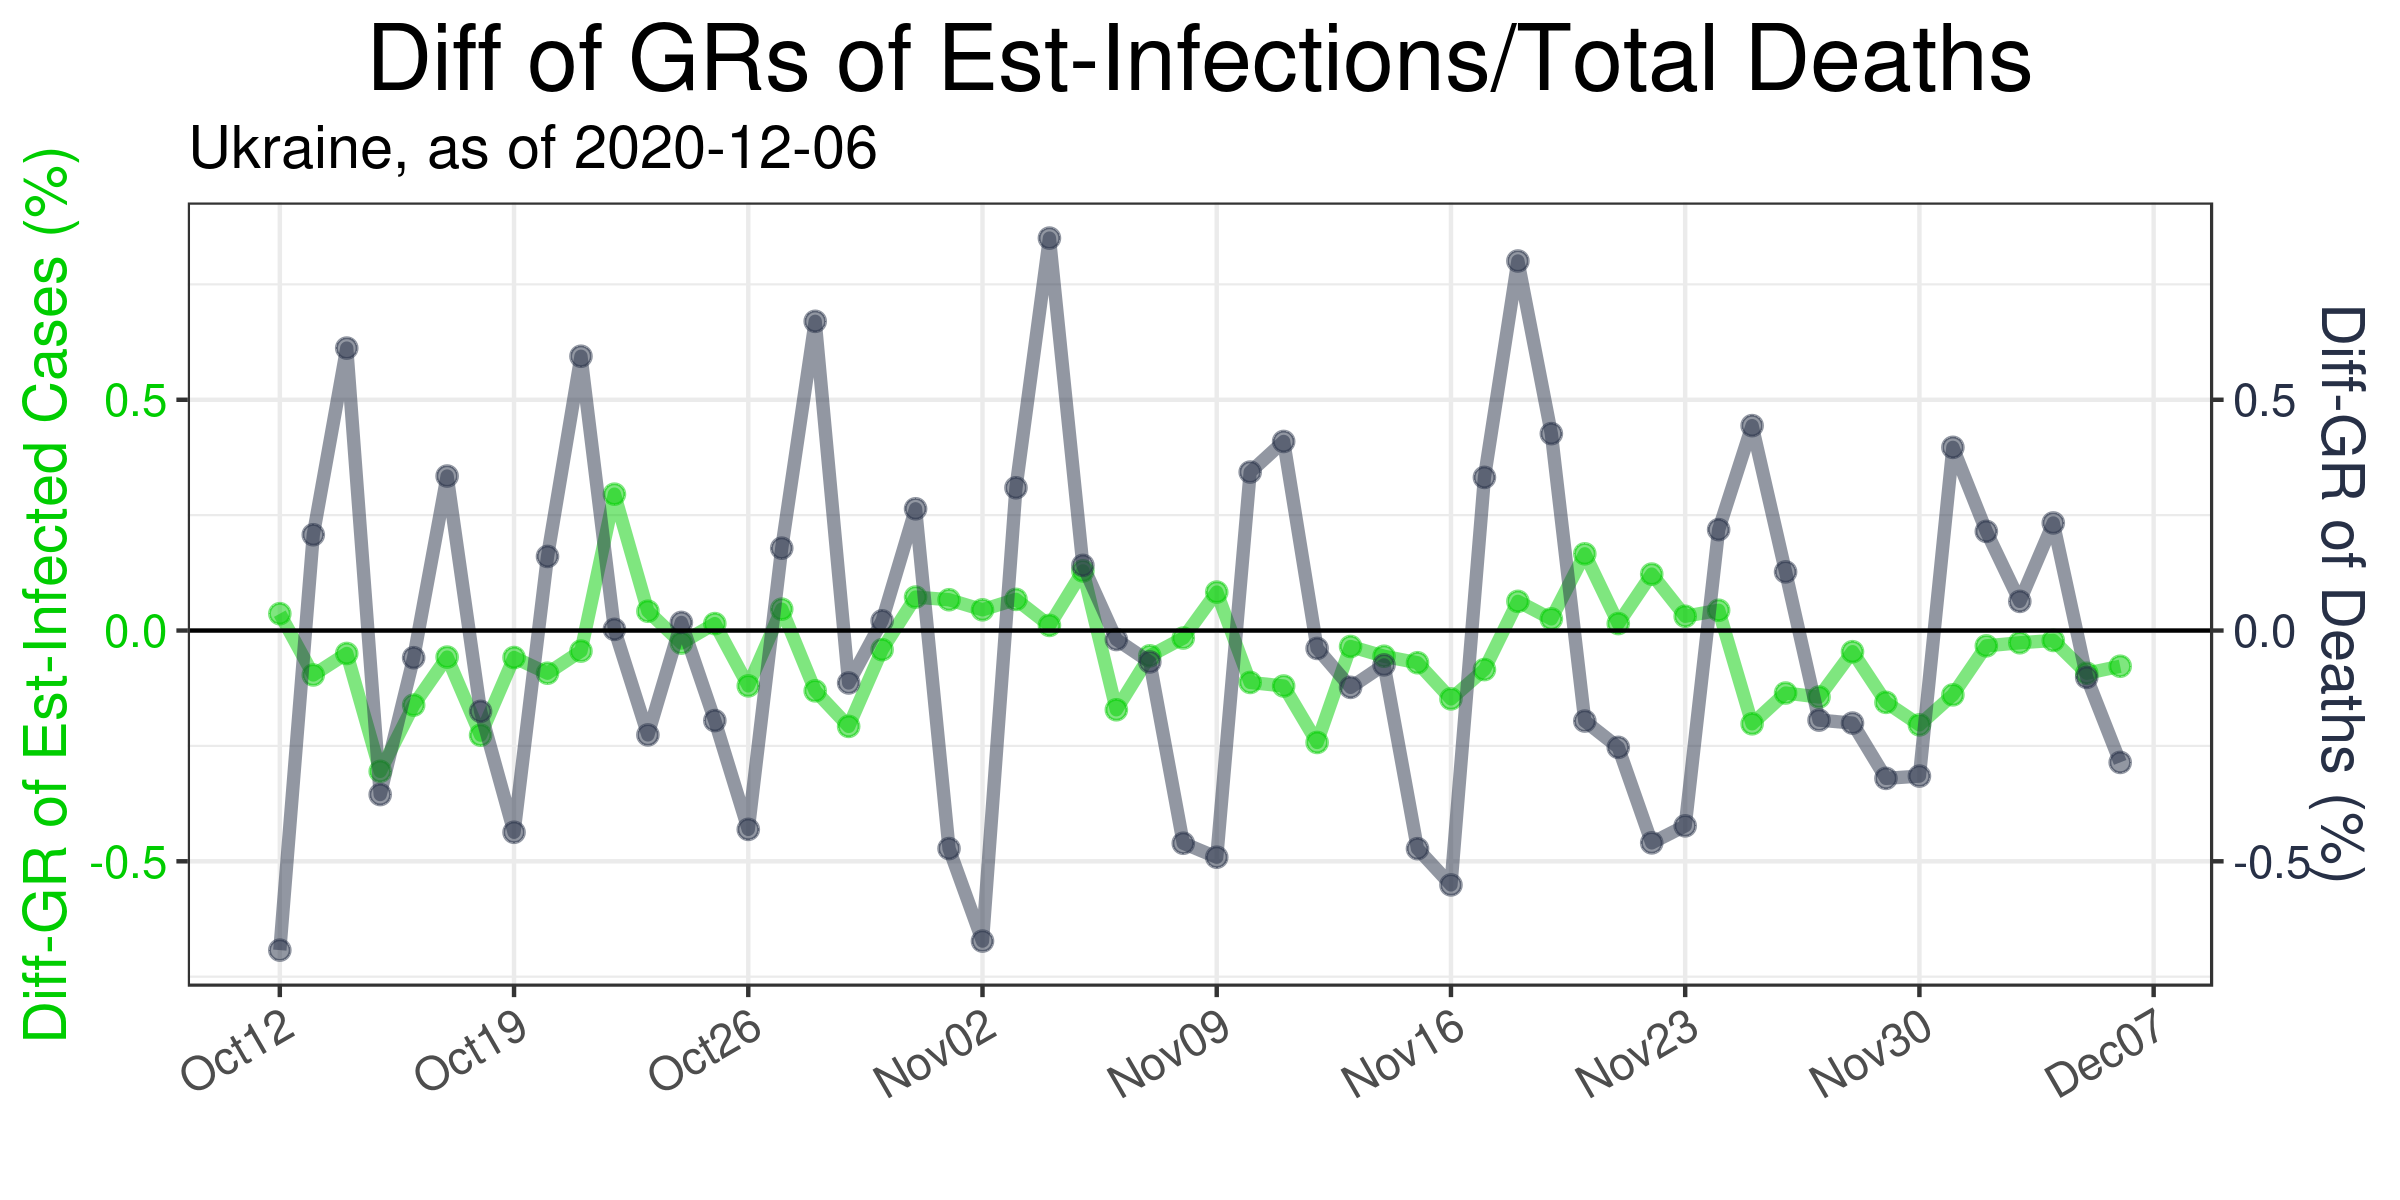 Diff of GRs of Est-Infections/Total Deaths
Ukraine, as of 2020-12-06
Diff-GR of Est-Infected Cases (%)
0.5
0.0
-0.5
0.5
0.0
-0.5
Diff-GR of Deaths (%)
Oct12
Oct19
Oct26
Nov02
Nov09
Nov16
Nov23
Nov30
Dec07